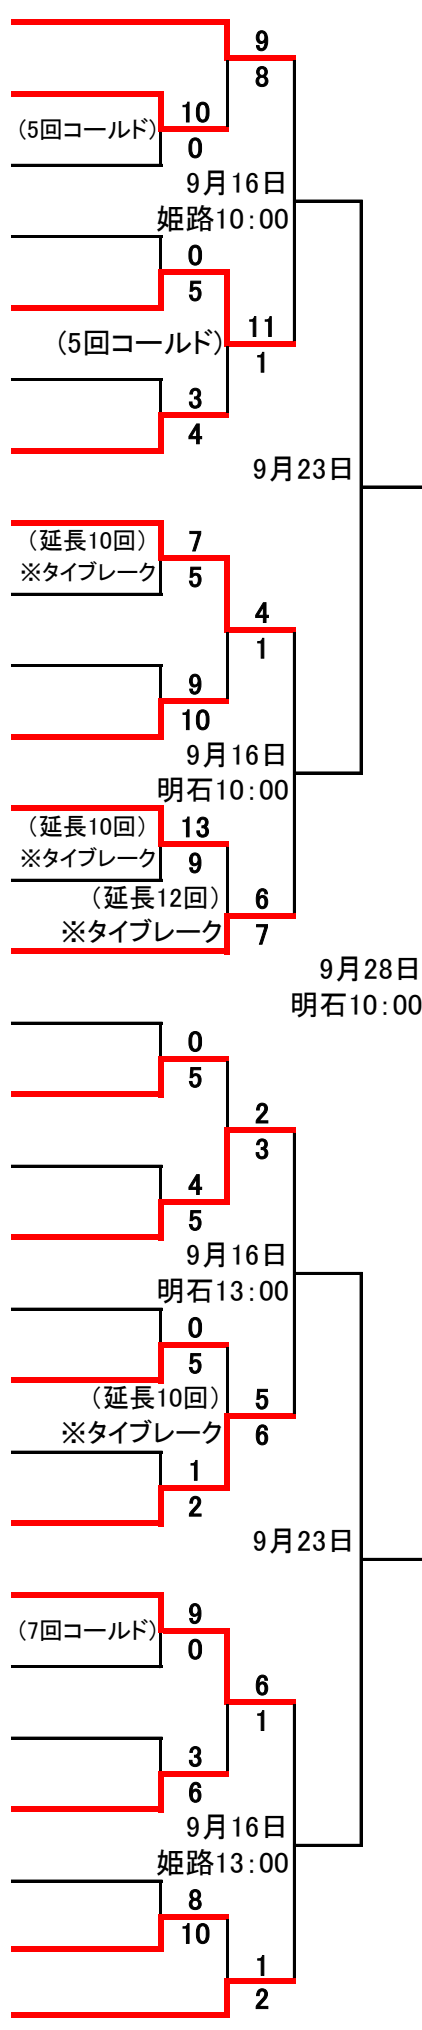 9
8
10
(5回コールド)
0
9月16日
姫路10:00
0
5
11
(5回コールド)
1
3
4
9月23日
(延長10回)
7
※タイブレーク
5
4
1
9
10
9月16日
明石10:00
(延長10回)
13
※タイブレーク
9
(延長12回)
6
※タイブレーク
7
9月28日
明石10:00
0
5
2
3
4
5
9月16日
明石13:00
0
5
(延長10回)
5
※タイブレーク
6
1
2
9月23日
9
(7回コールド)
0
6
1
3
6
9月16日
姫路13:00
8
10
1
2